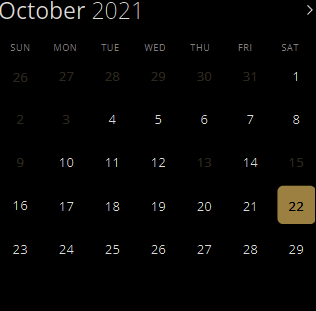 October 2021 >
SUN MON TUE WED THU FRI SAT
26 27 28 29 30 31 1
2 3 4 5 6 7 8
9 10 11 12 13 14 15
16 17 18 19 20 21 22
23 24 25 26 27 28 29